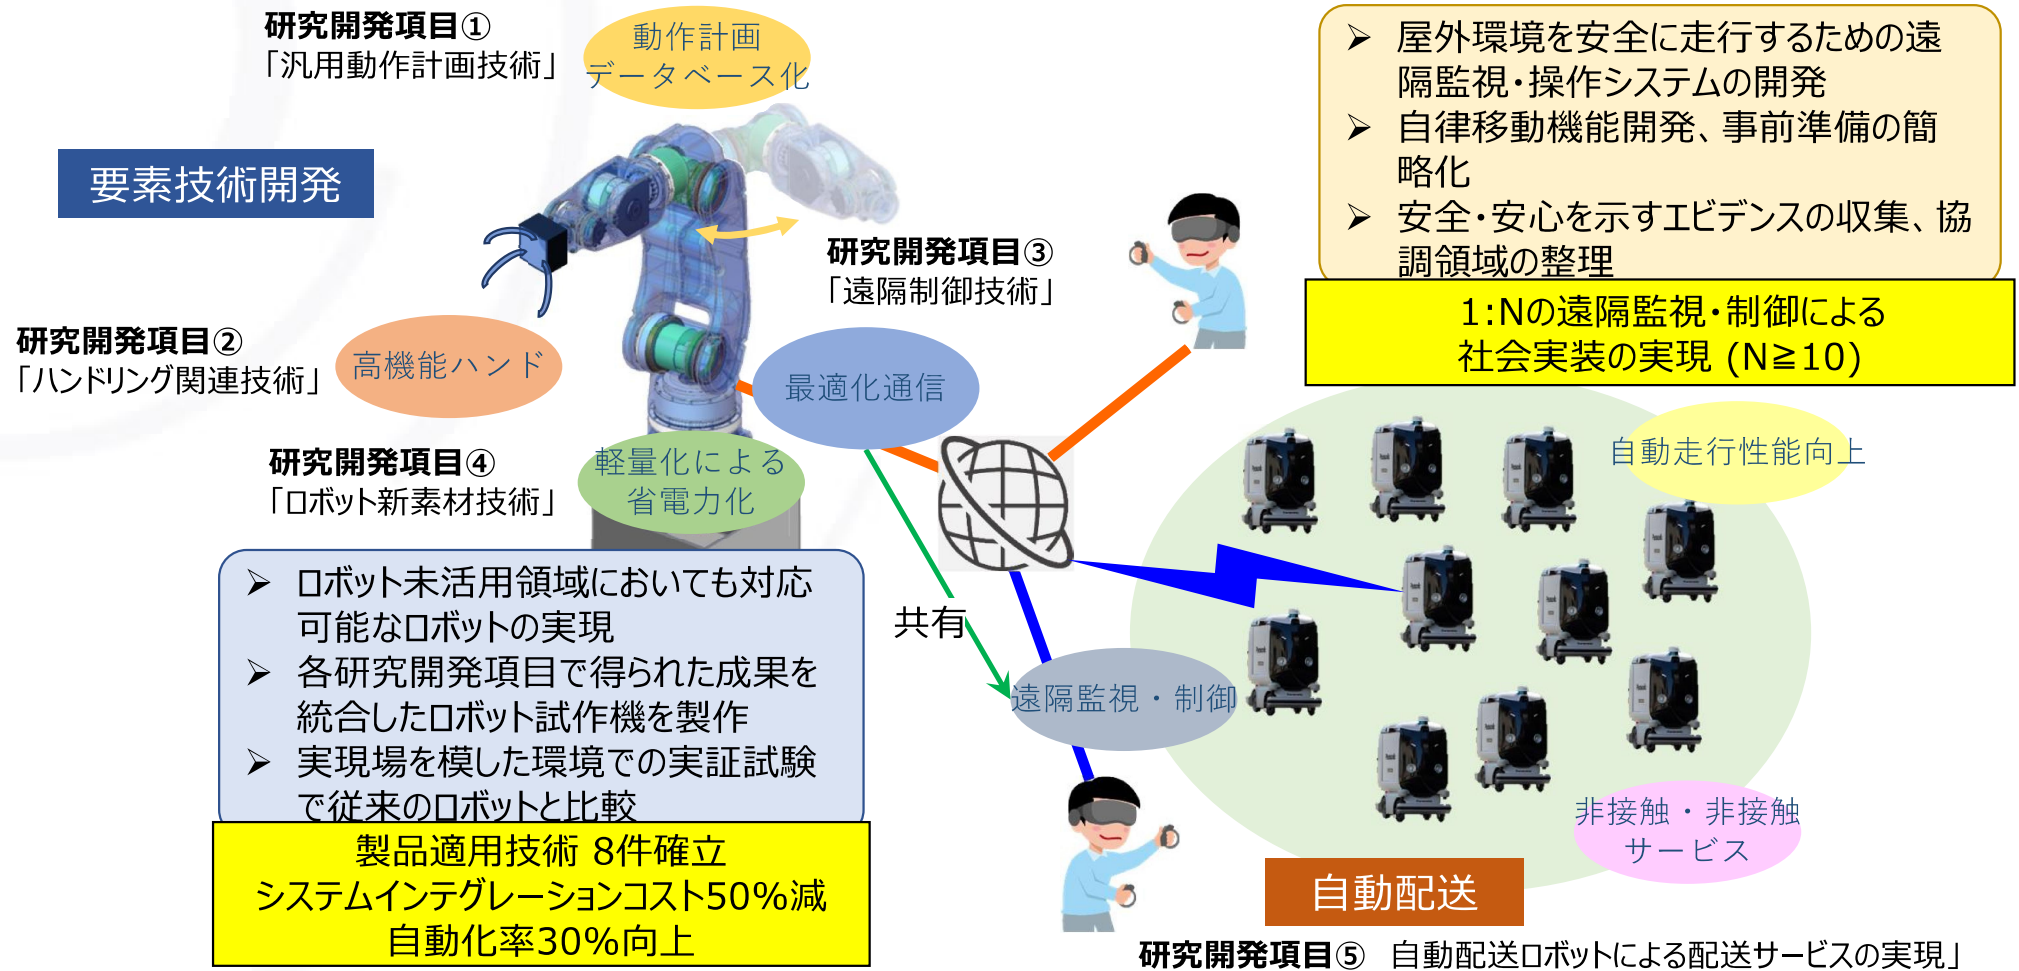 研究開発項目①
「汎用動作計画技術」
動作計画
データベース化
要素技術開発
研究開発項目③
「遠隔制御技術」
研究開発項目②
「ハンドリング関連技術」
高機能ハンド
最適化通信
研究開発項目④
「ロボット新素材技術」
軽量化による
省電力化
➢ ロボット未活用領域においても対応
可能なロボットの実現
➢ 各研究開発項目で得られた成果を
統合したロボット試作機を製作
➢ 実現場を模した環境での実証試験
で従来のロボットと比較
製品適用技術 8件確立
システムインテグレーションコスト50%減
自動化率30%向上
➢ 屋外環境を安全に走行するための遠
隔監視・操作システムの開発
➢ 自律移動機能開発、事前準備の簡
略化
➢ 安全・安心を示すエビデンスの収集、協
調領域の整理
1:Nの遠隔監視・制御による
社会実装の実現 (N≧10)
自動走行性能向上
共有
遠隔監視・制御
非接触・非接触
サービス
自動配送
研究開発項目⑤ 自動配送ロボットによる配送サービスの実現」